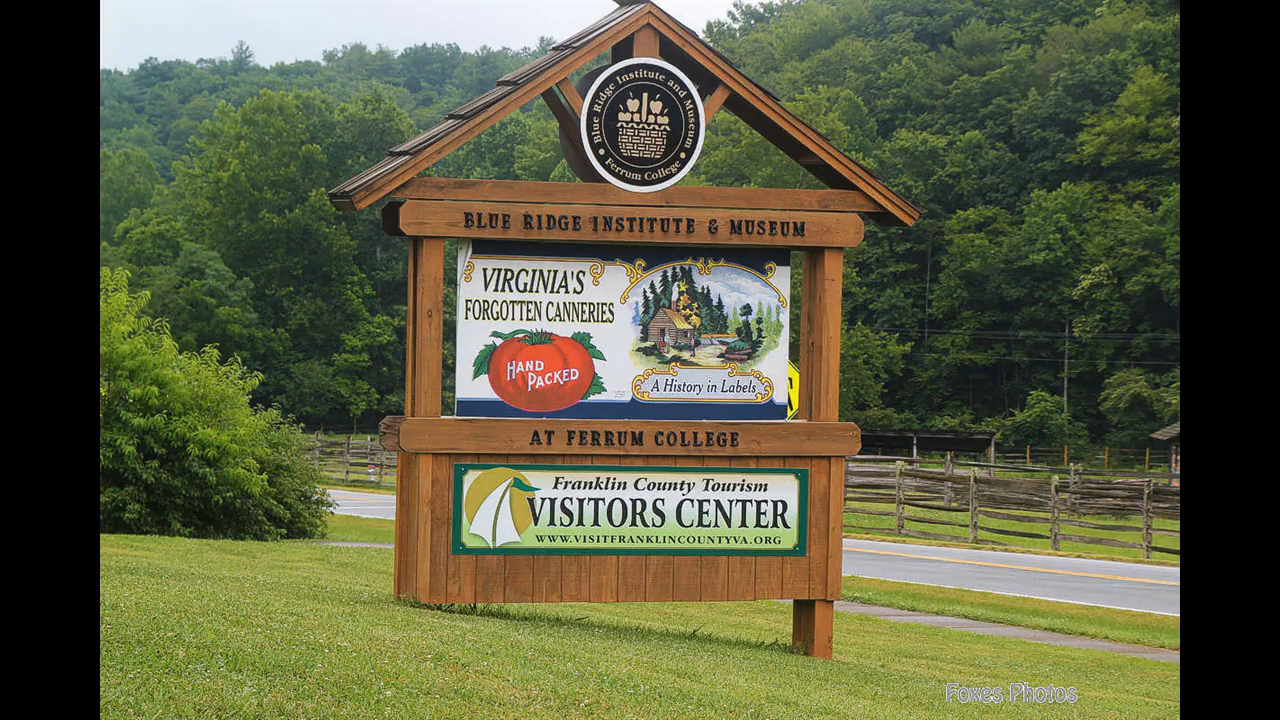 Blue Ridge Institute and Museum
Ferrum College
BLUE RIDGE INSTITUTE & MUSEUM
VIRGINIA'S
FORGOTTEN CANNERIES
HAND
PACKED
A History in Labels
AT FERRUM COLLEGE
Franklin County Tourism
VISITORS CENTER
WWW.VISITFRANKLINCOUNTYVA.ORG
Foxes Photos